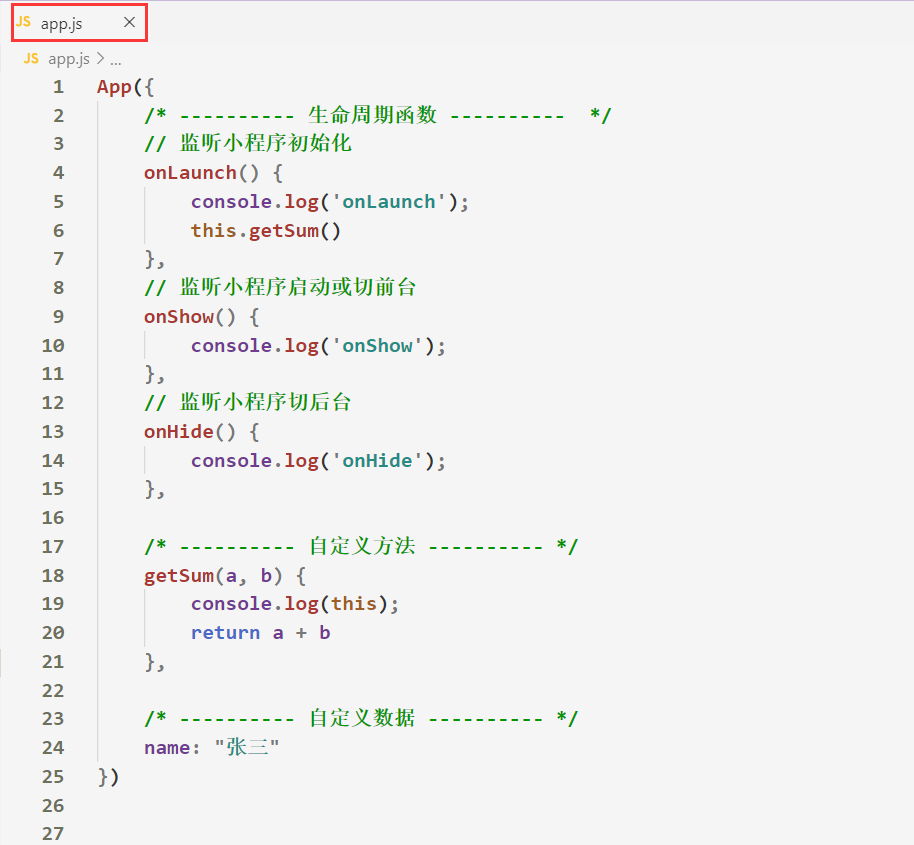 JS app.js ×
JS app.js > ...
1 App({
2     /* ---------- 生命周期函数 ----------  */
3     // 监听小程序初始化
4     onLaunch() {
5         console.log('onLaunch');
6         this.getSum()
7     },
8     // 监听小程序启动或切前台
9     onShow() {
10         console.log('onShow');
11     },
12     // 监听小程序切后台
13     onHide() {
14         console.log('onHide');
15     },
16
17     /* ---------- 自定义方法 ---------- */
18     getSum(a, b) {
19         console.log(this);
20         return a + b
21     },
22
23     /* ---------- 自定义数据 ---------- */
24     name: "张三"
25 })
26
27